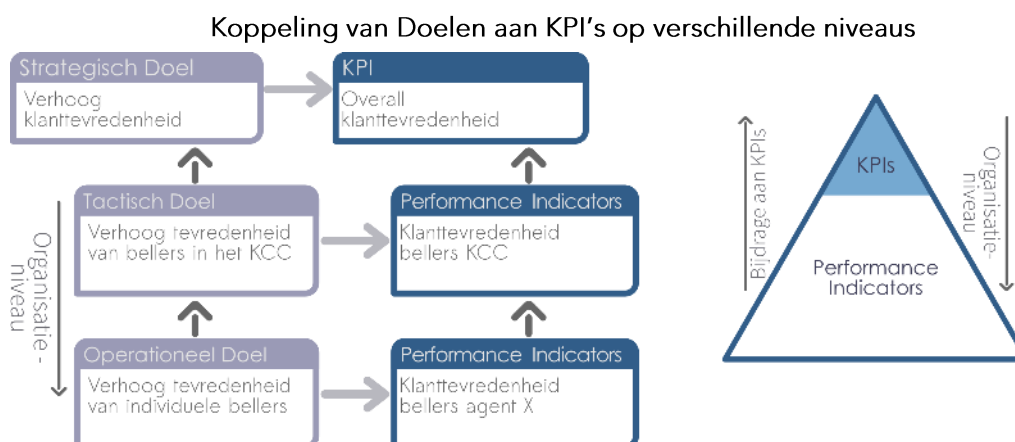 Koppeling van Doelen aan KPI's op verschillende niveaus
Strategisch Doel
Verhoog
klanttevredenheid
KPI
Overall
klanttevredenheid
Tactisch Doel
Verhoog tevredenheid
van bellers in het KCC
Performance Indicators
Klanttevredenheid
bellers KCC
Operationeel Doel
Verhoog tevredenheid
van individuele bellers
Performance Indicators
Klanttevredenheid
bellers agent X
Organisatie-
niveau
Bijdrage aan KPIs
KPIs
Performance
Indicators
Organisatie-
niveau